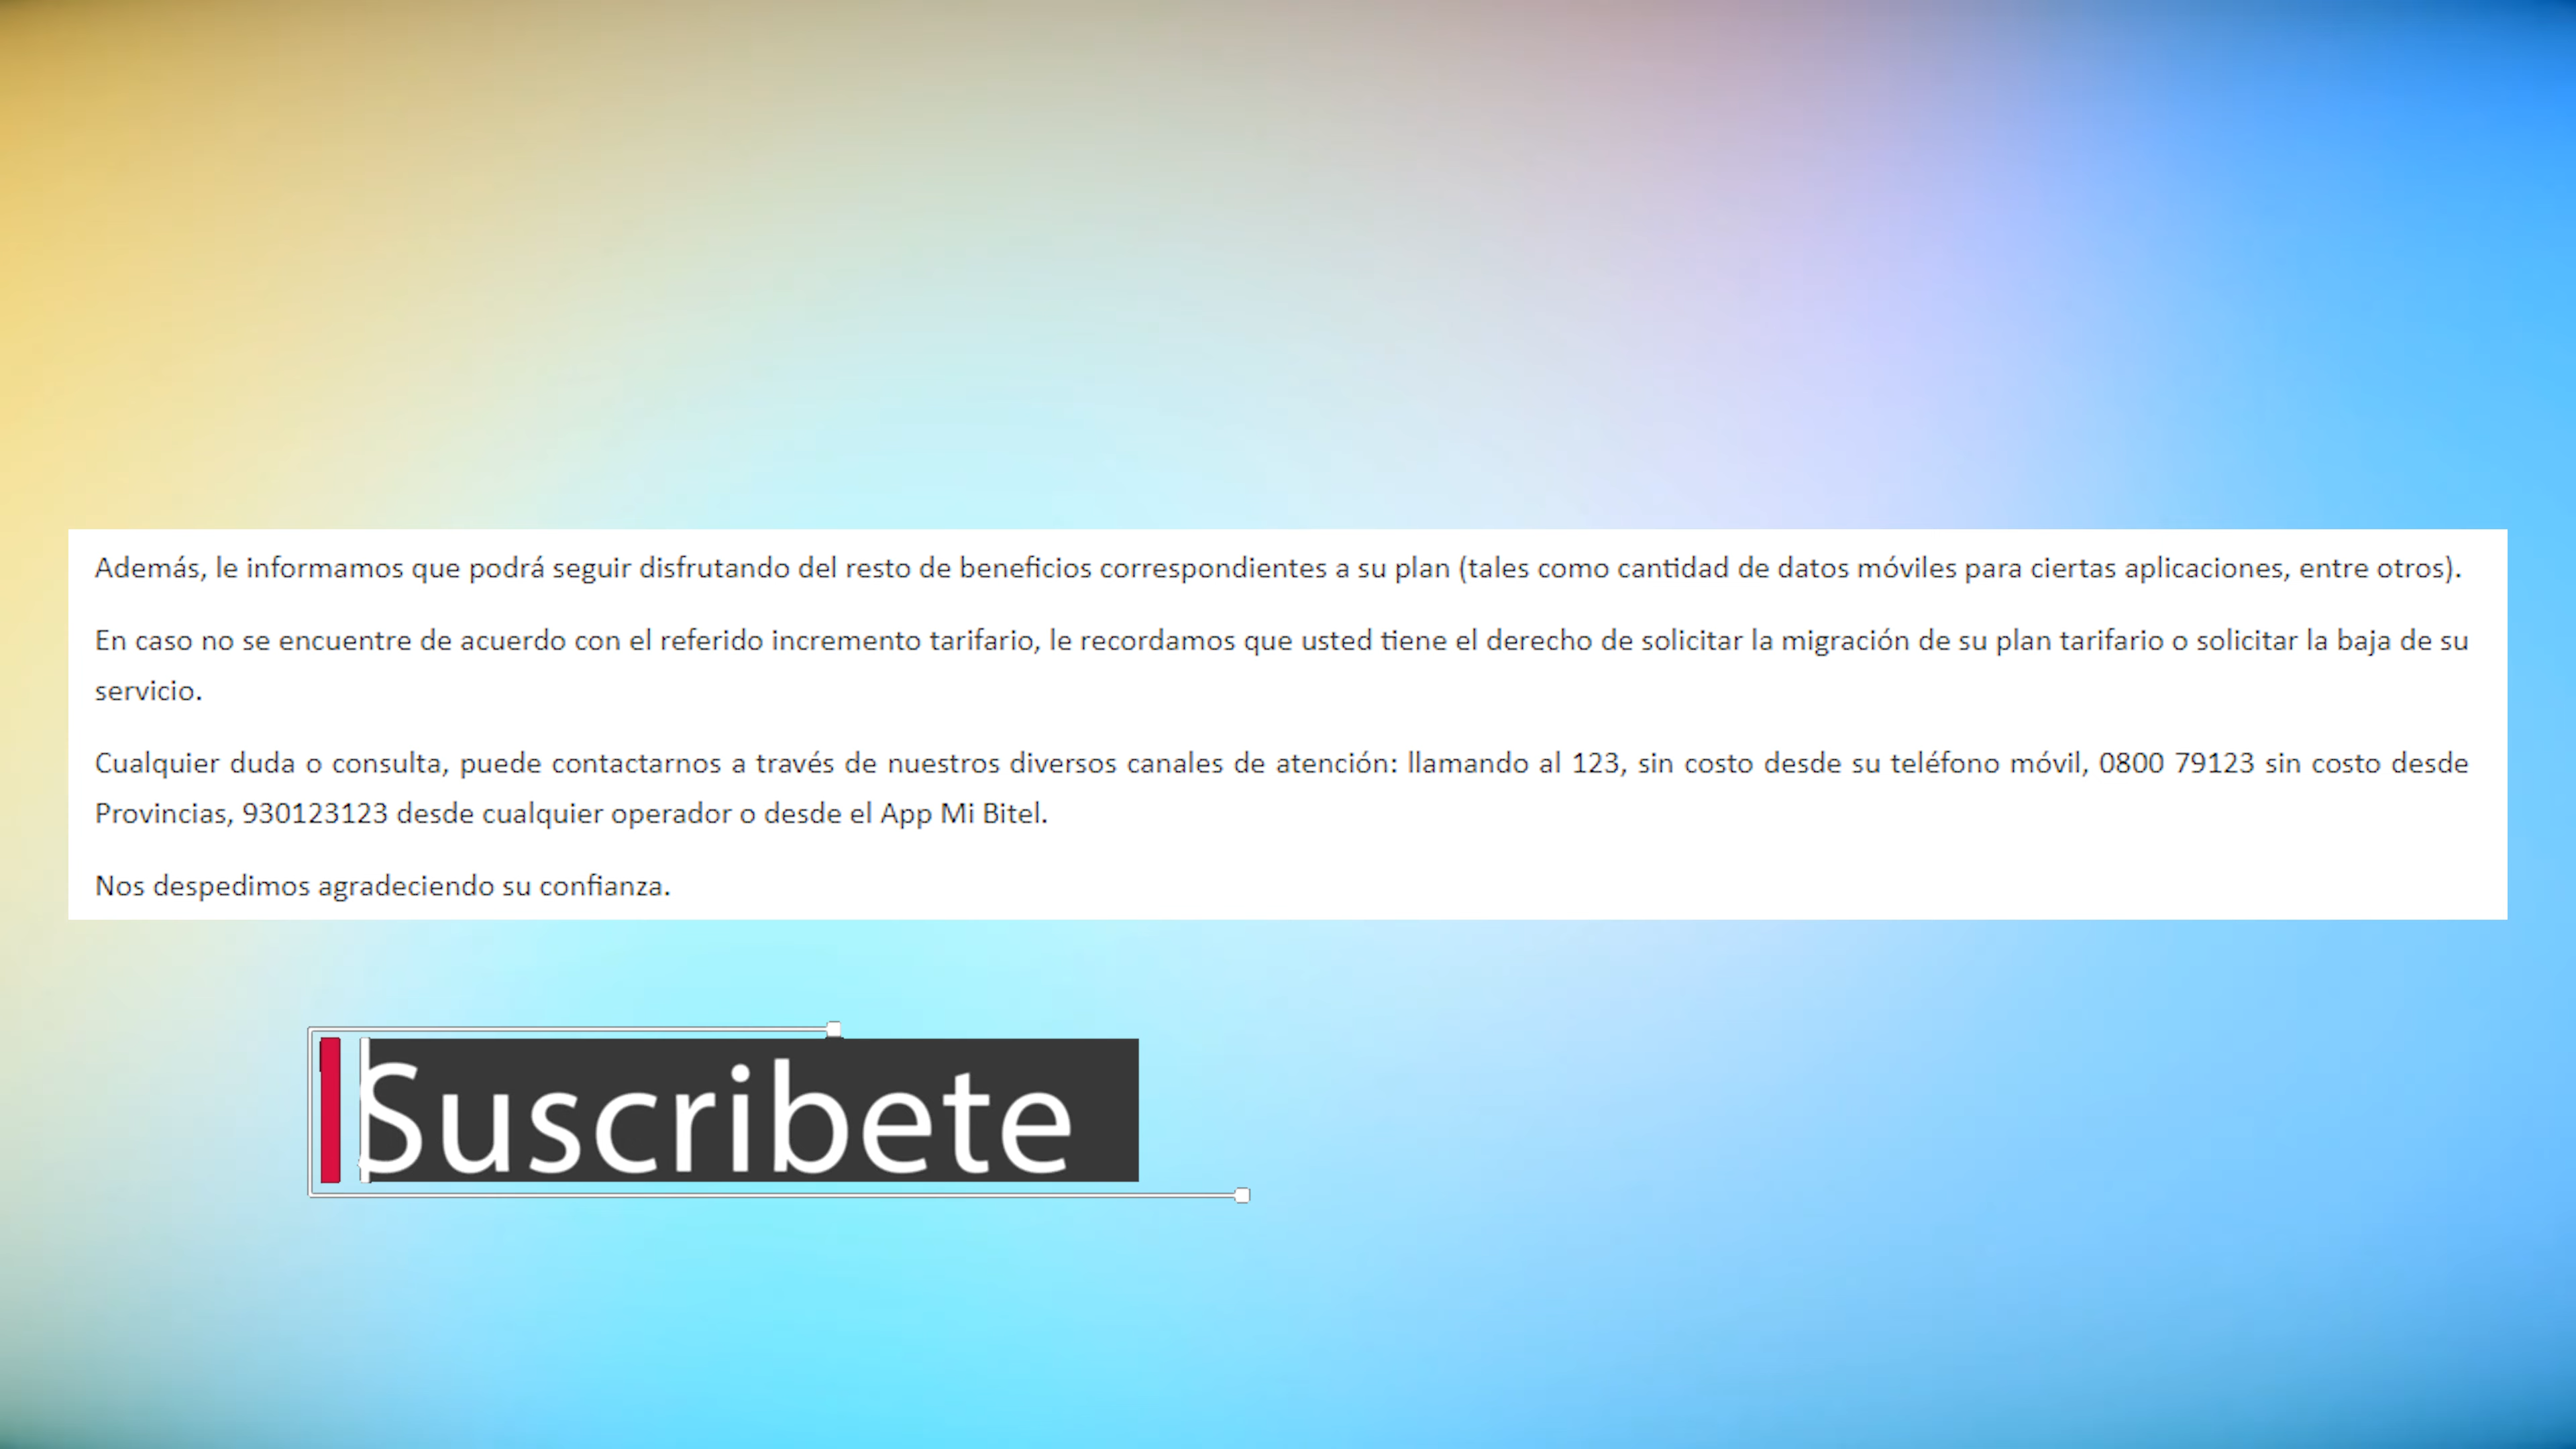 Además, le informamos que podrá seguir disfrutando del resto de beneficios correspondientes a su plan (tales como cantidad de datos móviles para ciertas aplicaciones, entre otros).
En caso no se encuentre de acuerdo con el referido incremento tarifario, le recordamos que usted tiene el derecho de solicitar la migración de su plan tarifario o solicitar la baja de su
servicio.
Cualquier duda o consulta, puede contactarnos a través de nuestros diversos canales de atención: llamando al 123, sin costo desde su teléfono móvil, 0800 79123 sin costo desde
Provincias, 930123123 desde cualquier operador o desde el App Mi Bitel.
Nos despedimos agradeciendo su confianza.
Suscribete